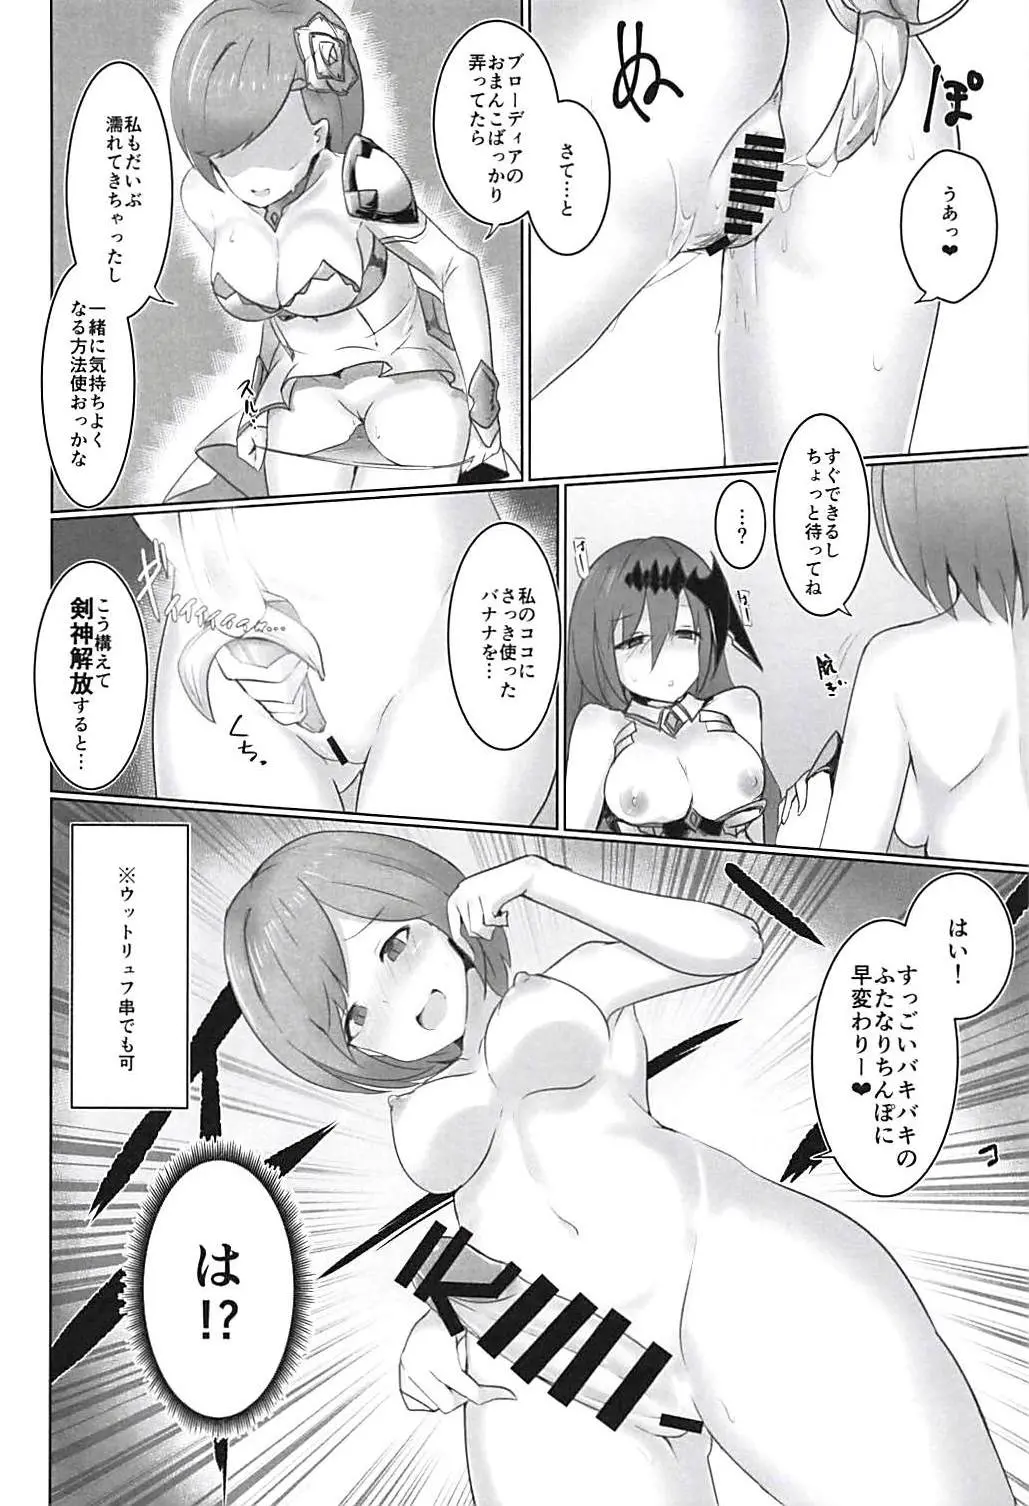 ぽ
ぬ
うあっ♥
さて…と
ブローディアの
おまんこばっかり
弄ってたら
私もだいぶ
濡れてきちゃったし
一緒に気持ちよく
なる方法使おっかな
ズル…
すぐできるし
ちょっと待ってね
…?
私のココに
さっき使った
バナナを…
くち。
こう構えて
剣神解放すると…
はい!
すっごいバキバキの
ふたなりちんぽに
早変わりー♥
※ウットリュフ串でも可
は!?